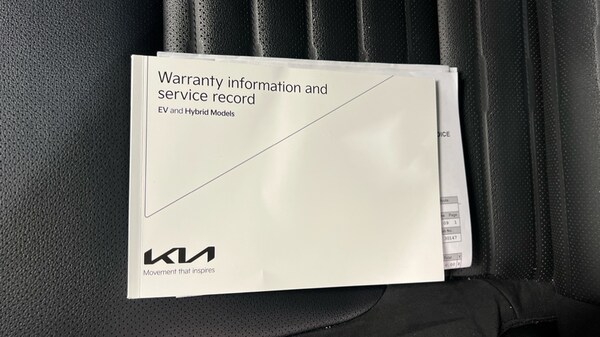 Warranty information and
service record
EV and Hybrid Models
KIA
Movement that inspires